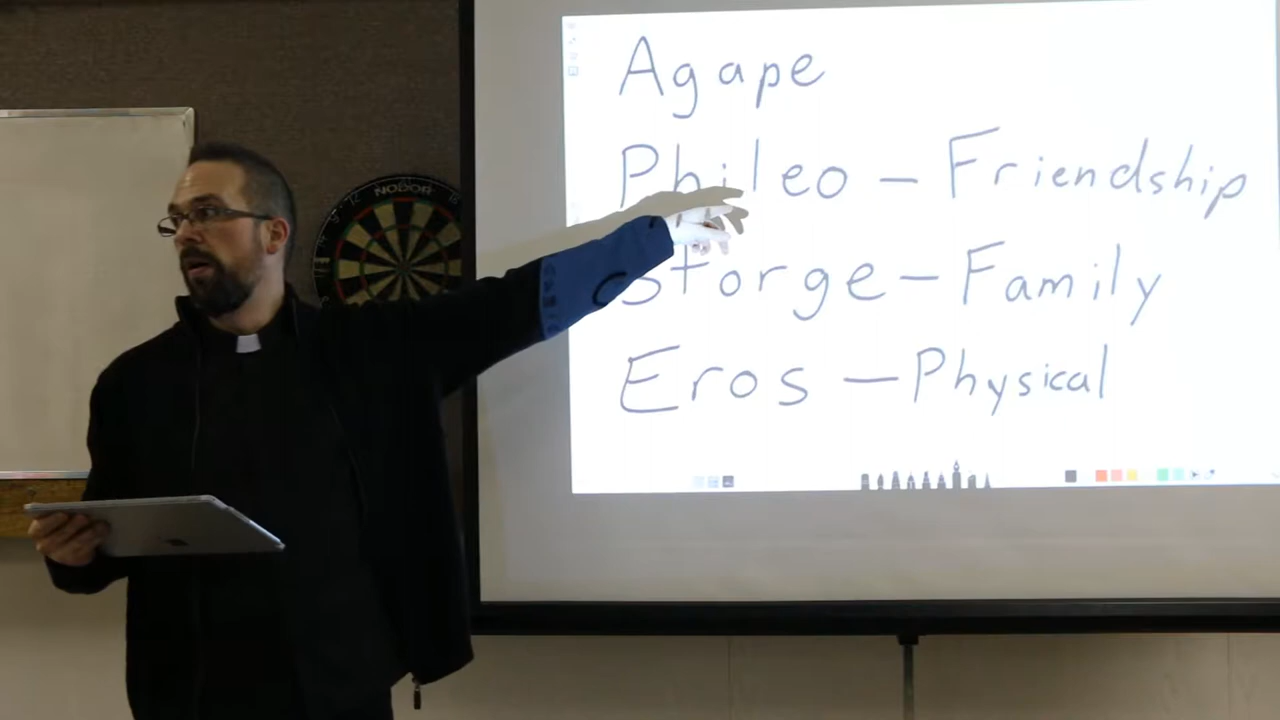 Agape
Phileo – Friendship
Storge – Family
Eros – Physical
NODOR